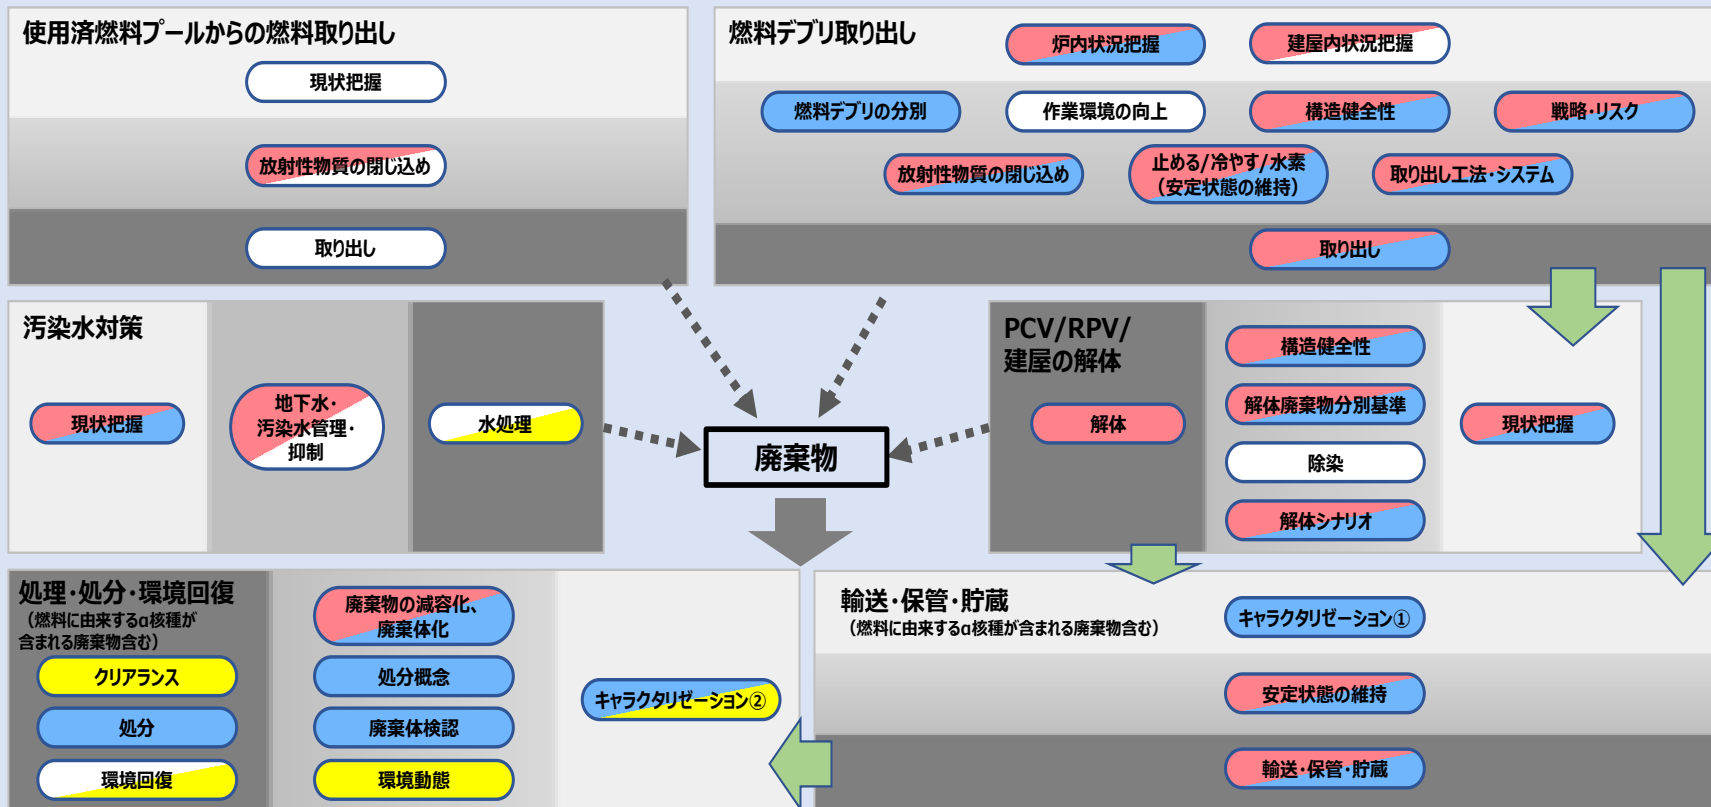 使用済燃料プールからの燃料取り出し
現状把握
放射性物質の閉じ込め
取り出し
燃料デブリ取り出し
炉内状況把握
建屋内状況把握
燃料デブリの分別
作業環境の向上
構造健全性
戦略・リスク
放射性物質の閉じ込め
止める/冷やす/水素
（安定状態の維持）
取り出し工法・システム
取り出し
汚染水対策
現状把握
地下水・
汚染水管理・
抑制
水処理
廃棄物
PCV/RPV/
建屋の解体
解体
構造健全性
解体廃棄物分別基準
除染
解体シナリオ
現状把握
処理・処分・環境回復
（燃料に由来するα核種が
含まれる廃棄物含む）
クリアランス
処分
環境回復
廃棄物の減容化、
廃棄体化
処分概念
廃棄体検認
環境動態
キャラクタリゼーション②
輸送・保管・貯蔵
（燃料に由来するα核種が含まれる廃棄物含む）
キャラクタリゼーション①
安定状態の維持
輸送・保管・貯蔵